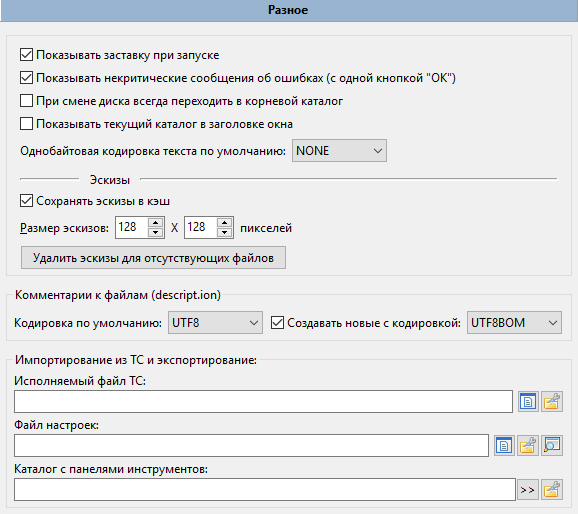 Разное
Показывать заставку при запуске
Показывать некритические сообщения об ошибках (с одной кнопкой "ОК")
При смене диска всегда переходить в корневой каталог
Показывать текущий каталог в заголовке окна
Однобайтовая кодировка текста по умолчанию: NONE
Эскизы
Сохранять эскизы в кэш
Размер эскизов: 128 X 128 пикселей
Удалить эскизы для отсутствующих файлов
Комментарии к файлам (descript.ion)
Кодировка по умолчанию: UTF8 Создавать новые с кодировкой: UTF8BOM
Импортирование из TC и экспортирование:
Исполняемый файл TC:
Файл настроек:
Каталог с панелями инструментов:
>>